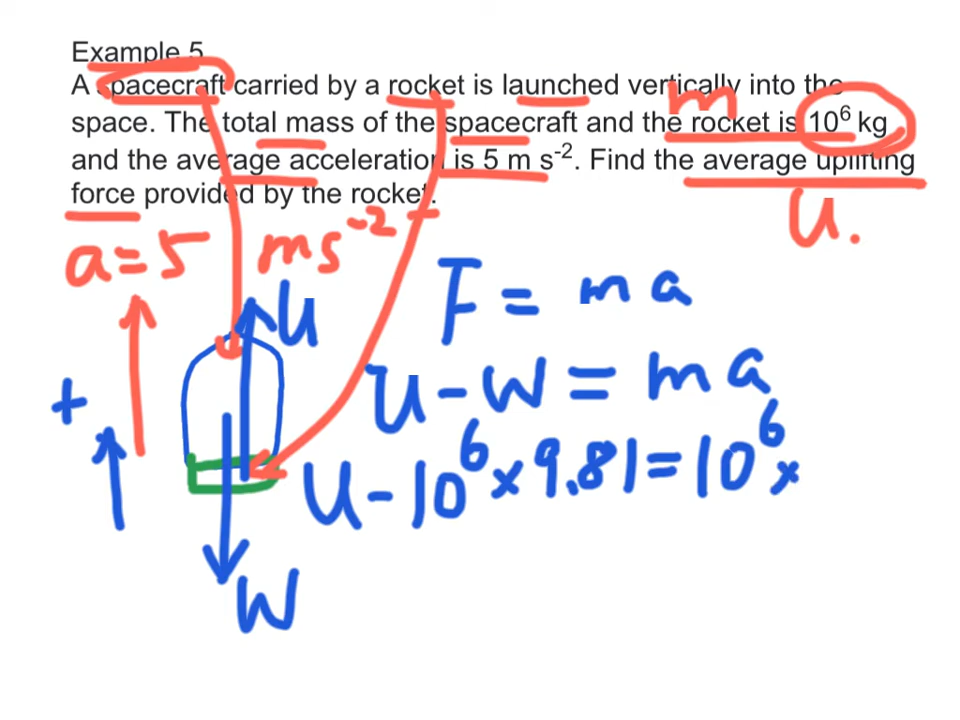 Example 5
A spacecraft carried by a rocket is launched vertically into the
space. The total mass of the spacecraft and the rocket is 10⁶ kg
and the average acceleration is 5 m s⁻². Find the average uplifting
force provided by the rocket.
m
u.
a=5 ms⁻²
u
F = ma
+
u-W = ma
u-10⁶×9.81=10⁶×
W